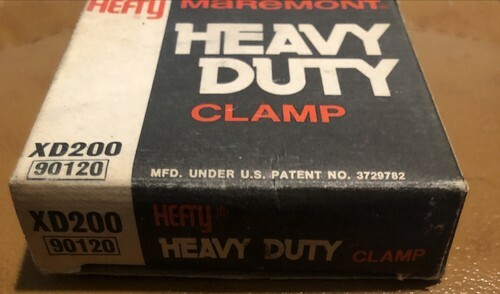 HEFTY
MAREMONT
HEAVY
DUTY
CLAMP
XD200
90120
MFD. UNDER U.S. PATENT NO. 3729782
XD200
90120
HEFTY
HEAVY DUTY CLAMP